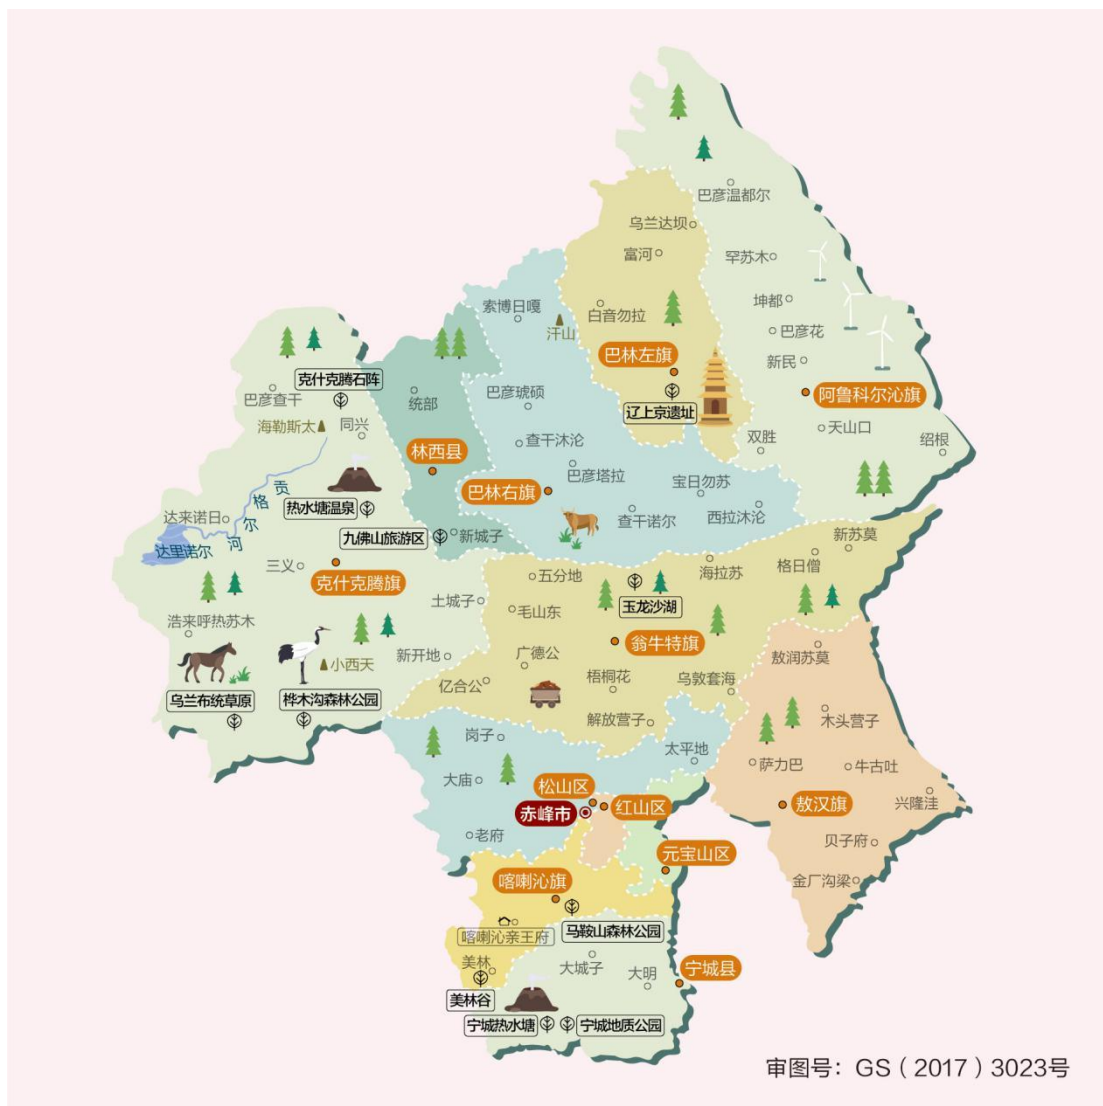 巴彦温都尔
乌兰达坝
富河
罕苏木
坤都
索博日嘎
白音勿拉
汗山
巴彦花
巴林左旗
新民
克什克腾石阵
巴彦查干
统部
巴彦琥硕
辽上京遗址
阿鲁科尔沁旗
海勒斯太
同兴
天山口
双胜
绍根
查干沐沦
林西县
巴彦塔拉
巴林右旗
宝日勿苏
贡格尔河
热水塘温泉
达来诺日
查干诺尔
西拉沐沦
九佛山旅游区
新城子
新苏莫
达里诺尔
三义
克什克腾旗
五分地
海拉苏
格日僧
土城子
毛山东
玉龙沙湖
浩来呼热苏木
翁牛特旗
新开地
广德公
敖润苏莫
小西天
亿合公
梧桐花
乌敦套海
乌兰布统草原
桦木沟森林公园
解放营子
木头营子
岗子
太平地
萨力巴
牛古吐
大庙
松山区
红山区
敖汉旗
兴隆洼
赤峰市
老府
贝子府
元宝山区
喀喇沁旗
金厂沟梁
喀喇沁亲王府
马鞍山森林公园
美林
大城子
大明
宁城县
美林谷
宁城热水塘
宁城地质公园
审图号：GS（2017）3023号